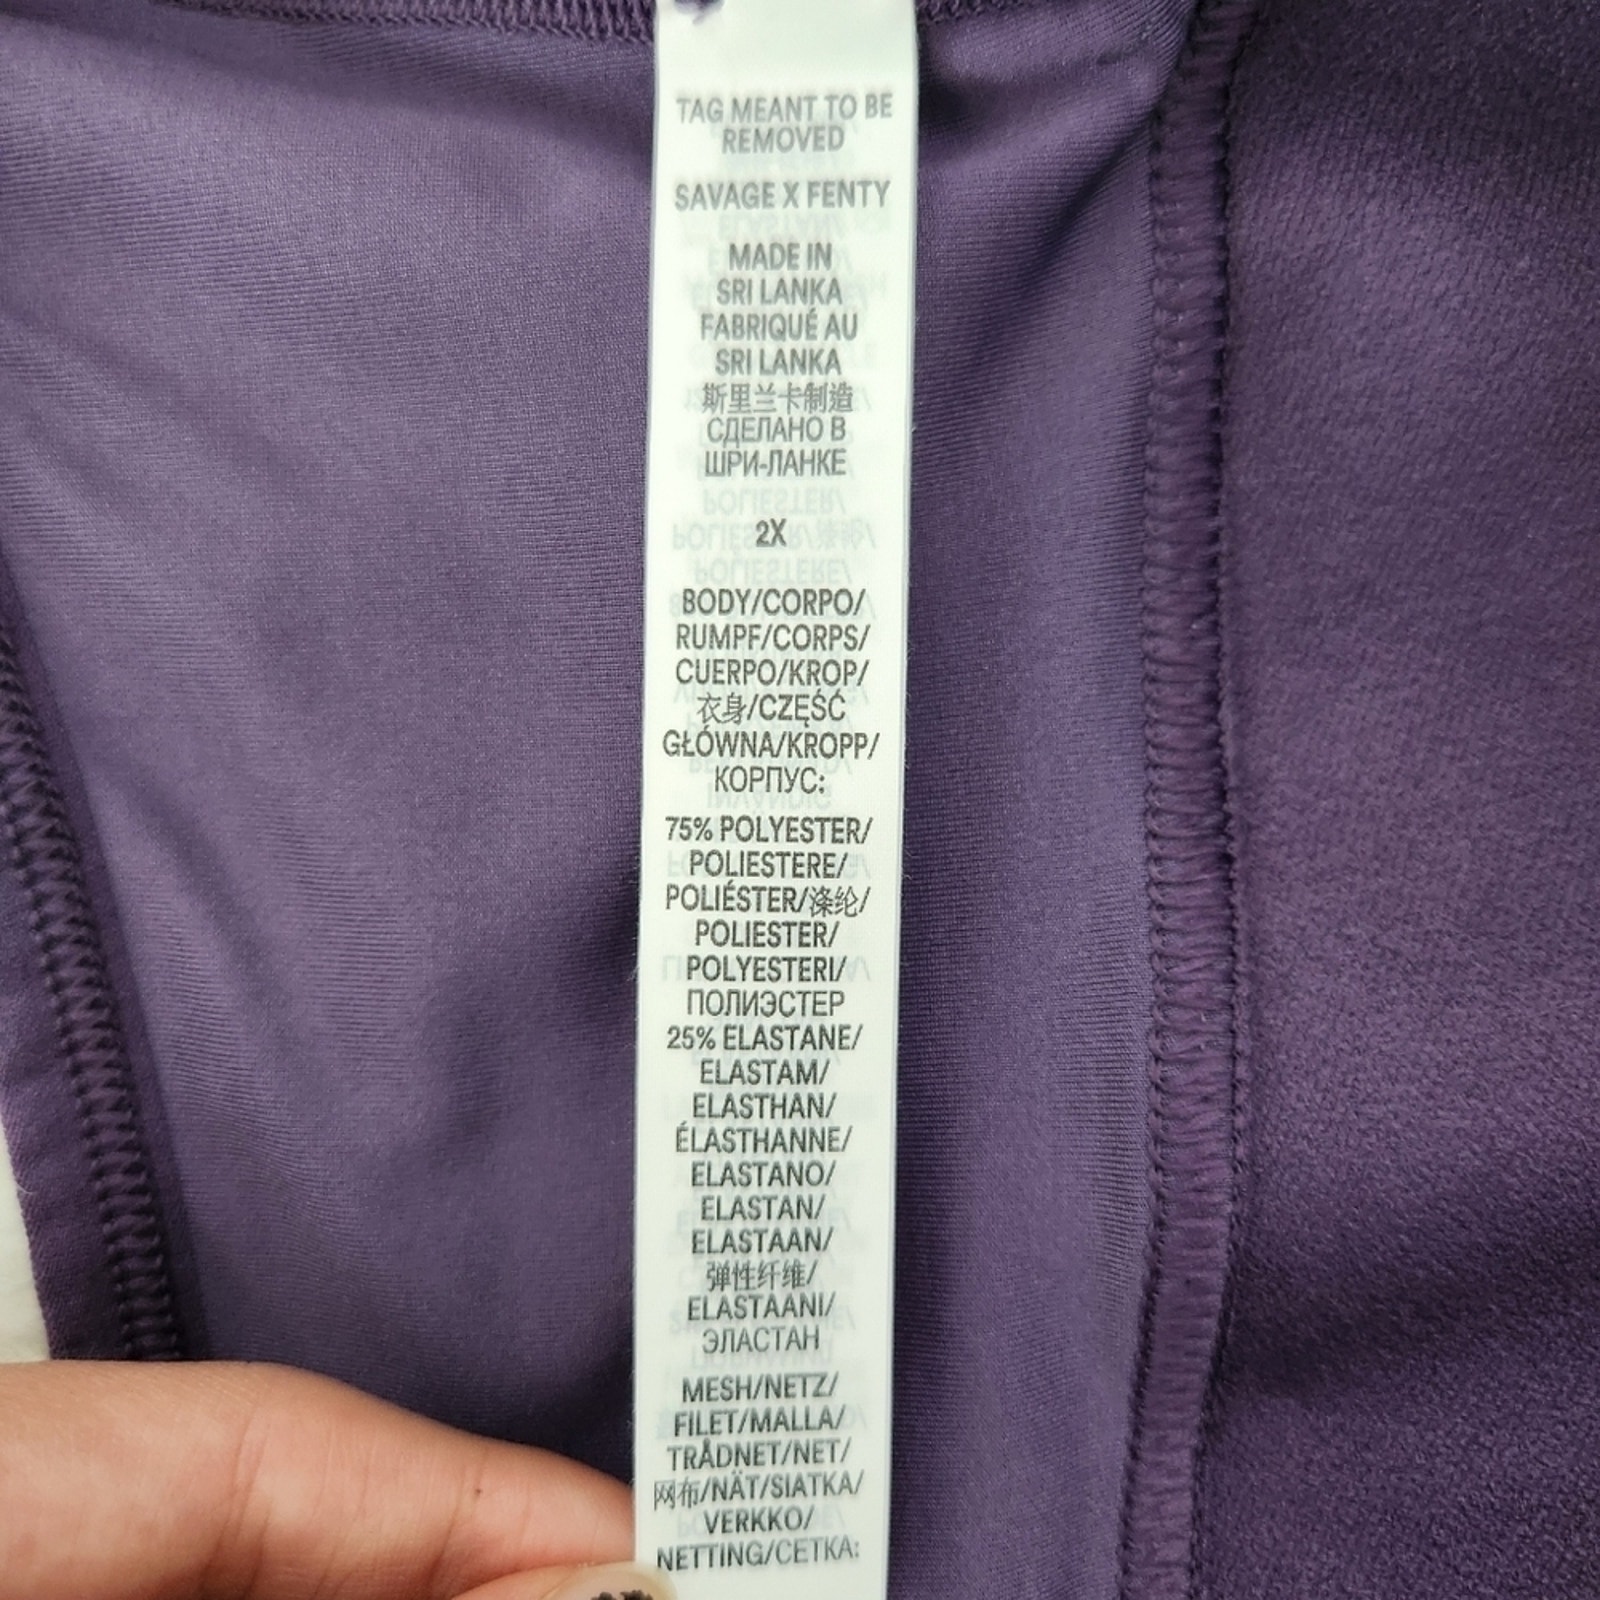 TAG MEANT TO BE
REMOVED
SAVAGE X FENTY
MADE IN
SRI LANKA
FABRIQUÉ AU
SRI LANKA
斯里兰卡制造
СДЕЛАНО В
ШРИ-ЛАНКЕ
2X
BODY/CORPO/
RUMPF/CORPS/
CUERPO/KROP/
衣身/CZĘŚĆ
GŁÓWNA/KROPP/
КОРПУС:
75% POLYESTER/
POLIESTERE/
POLIÉSTER/涤纶/
POLIESTER/
POLYESTERI/
ПОЛИЭСТЕР
25% ELASTANE/
ELASTAM/
ELASTHAN/
ÉLASTHANNE/
ELASTANO/
ELASTAN/
ELASTAAN/
弹性纤维/
ELASTAANI/
ЭЛАСТАН
MESH/NETZ/
FILET/MALLA/
TRÅDNET/NET/
网布/NÄT/SIATKA/
VERKKO/
NETTING/СЕТКА: